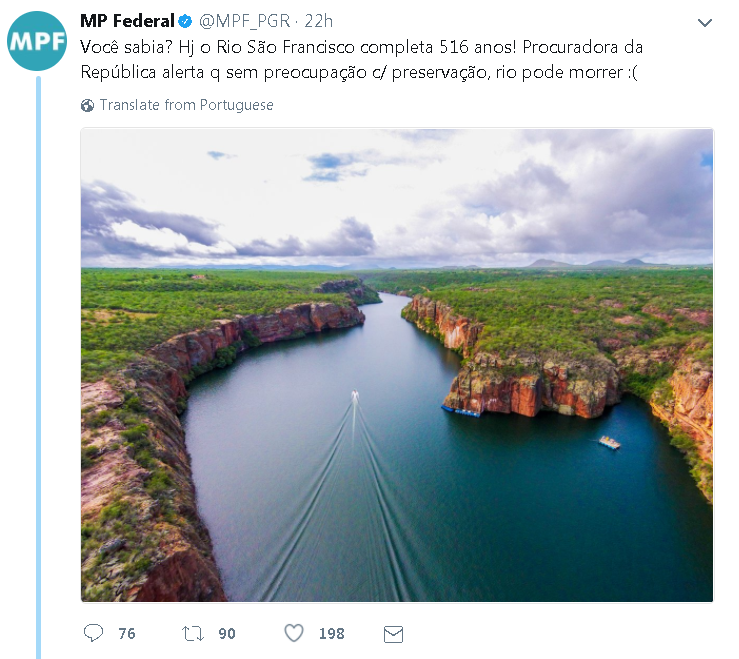 MPF
MP Federal @MPF_PGR · 22h
Você sabia? Hj o Rio São Francisco completa 516 anos! Procuradora da
República alerta q sem preocupação c/ preservação, rio pode morrer :(
Translate from Portuguese
76 90 198